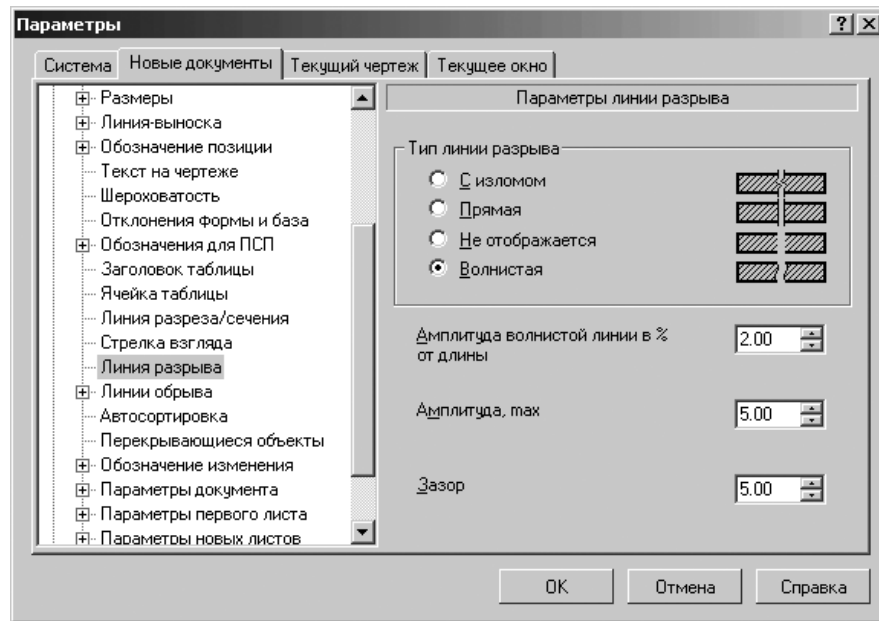 Параметры
Система
Новые документы
Текущий чертеж
Текущее окно
Размеры
Линия-выноска
Обозначение позиции
Текст на чертеже
Шероховатость
Отклонения формы и база
Обозначения для ПСП
Заголовок таблицы
Ячейка таблицы
Линия разреза/сечения
Стрелка взгляда
Линия разрыва
Линии обрыва
Автосортировка
Перекрывающиеся объекты
Обозначение изменения
Параметры документа
Параметры первого листа
Параметры новых листов
Параметры линии разрыва
Тип линии разрыва
С изломом
Прямая
Не отображается
Волнистая
Амплитуда волнистой линии в %
от длины
2.00
Амплитуда, max
5.00
Зазор
5.00
OK
Отмена
Справка